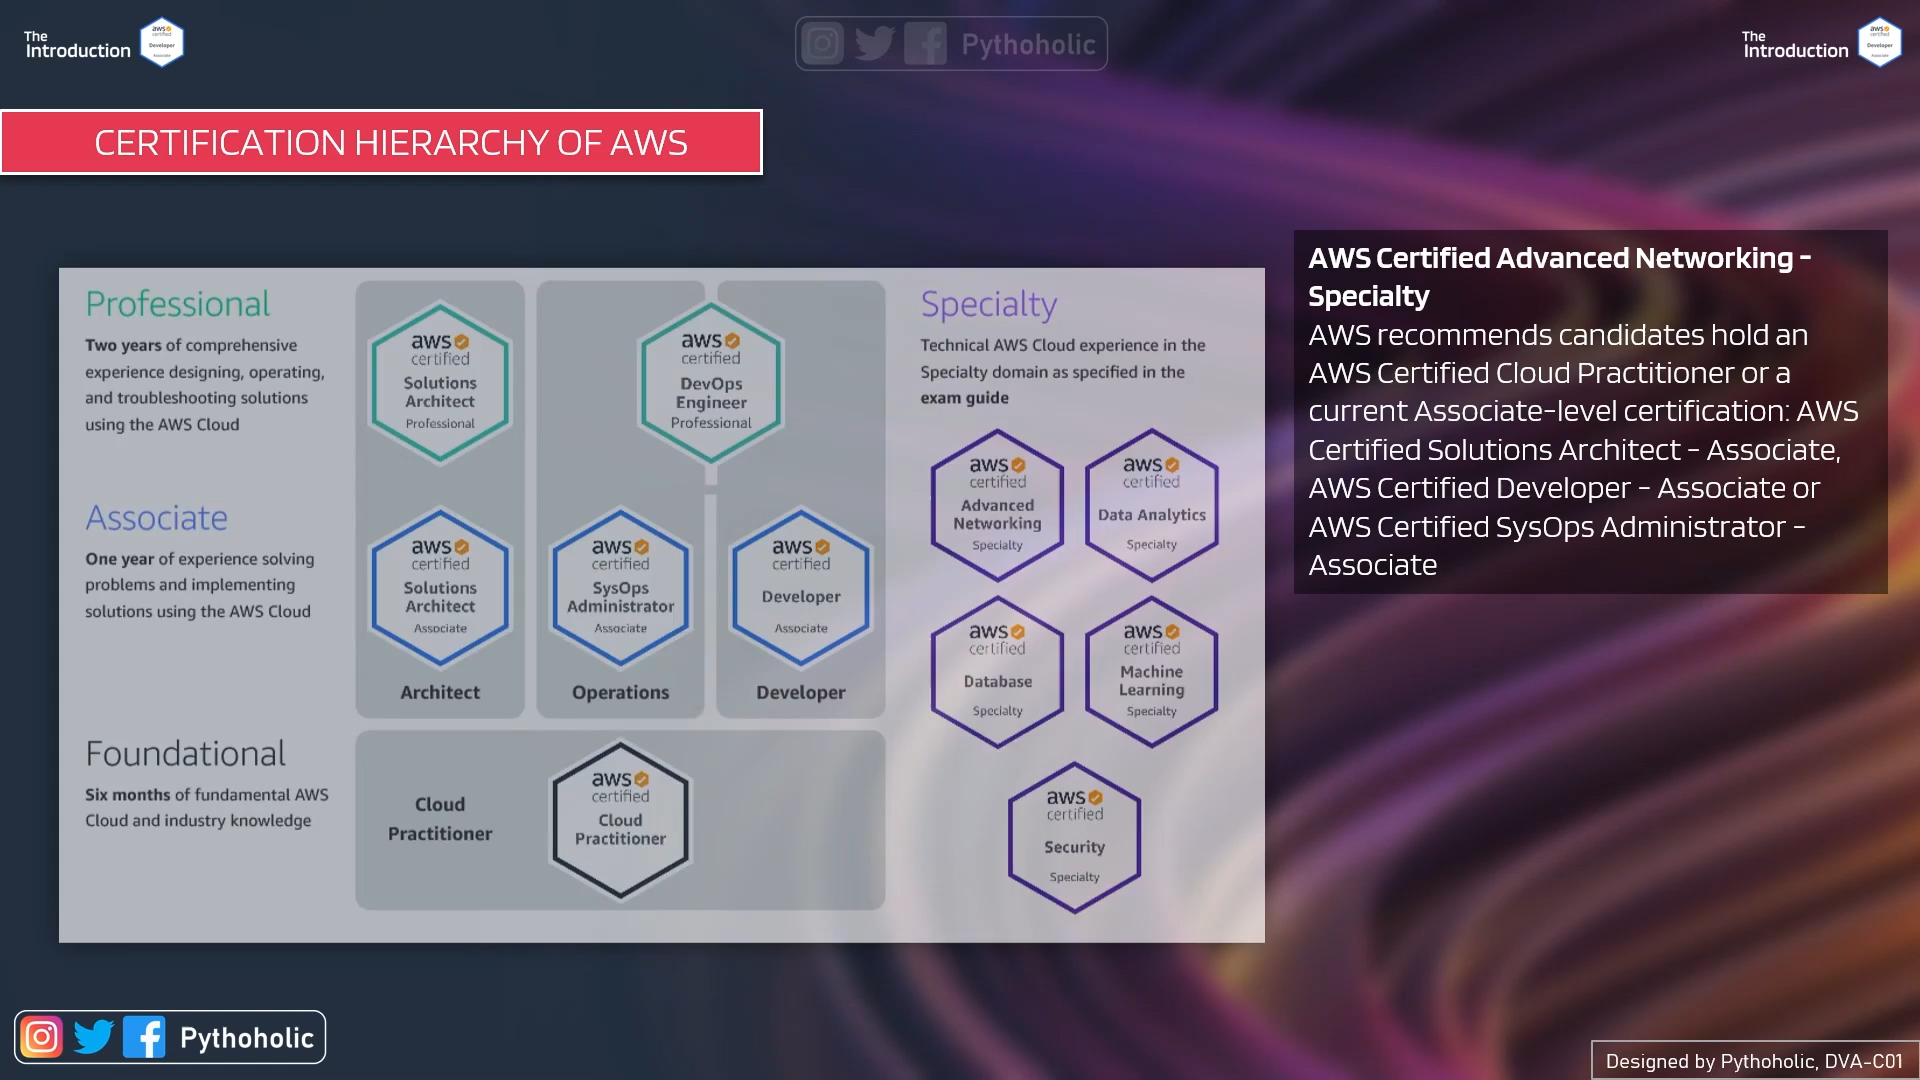 The
Introduction
aws
certified
Developer
Associate
Pythoholic
The
Introduction
aws
certified
Developer
Associate
CERTIFICATION HIERARCHY OF AWS
Professional
Two years of comprehensive
experience designing, operating,
and troubleshooting solutions
using the AWS Cloud
aws
certified
Solutions
Architect
Professional
aws
certified
DevOps
Engineer
Professional
Associate
One year of experience solving
problems and implementing
solutions using the AWS Cloud
aws
certified
Solutions
Architect
Associate
Architect
aws
certified
SysOps
Administrator
Associate
Operations
aws
certified
Developer
Associate
Developer
Foundational
Six months of fundamental AWS
Cloud and industry knowledge
Cloud
Practitioner
aws
certified
Cloud
Practitioner
Specialty
Technical AWS Cloud experience in the
Specialty domain as specified in the
exam guide
aws
certified
Advanced
Networking
Specialty
aws
certified
Data Analytics
Specialty
aws
certified
Database
Specialty
aws
certified
Machine
Learning
Specialty
aws
certified
Security
Specialty
AWS Certified Advanced Networking -
Specialty
AWS recommends candidates hold an
AWS Certified Cloud Practitioner or a
current Associate-level certification: AWS
Certified Solutions Architect - Associate,
AWS Certified Developer - Associate or
AWS Certified SysOps Administrator -
Associate
Pythoholic
Designed by Pythoholic, DVA-C01